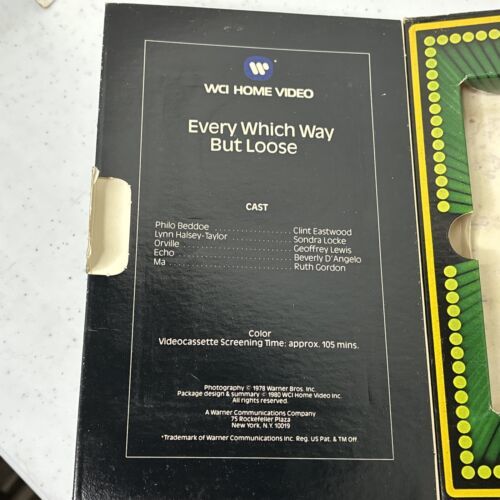 WCI HOME VIDEO
Every Which Way
But Loose
CAST
Philo Beddoe ................ Clint Eastwood
Lynn Halsey-Taylor ................ Sondra Locke
Orville ................ Geoffrey Lewis
Echo ................ Beverly D'Angelo
Ma ................ Ruth Gordon
Color
Videocassette Screening Time: approx. 105 mins.
Photography © 1978 Warner Bros. Inc.
Package design & summary © 1980 WCI Home Video Inc.
All rights reserved.
A Warner Communications Company
75 Rockefeller Plaza
New York, N.Y. 10019
*Trademark of Warner Communications Inc. Reg. US Pat. & TM Off.